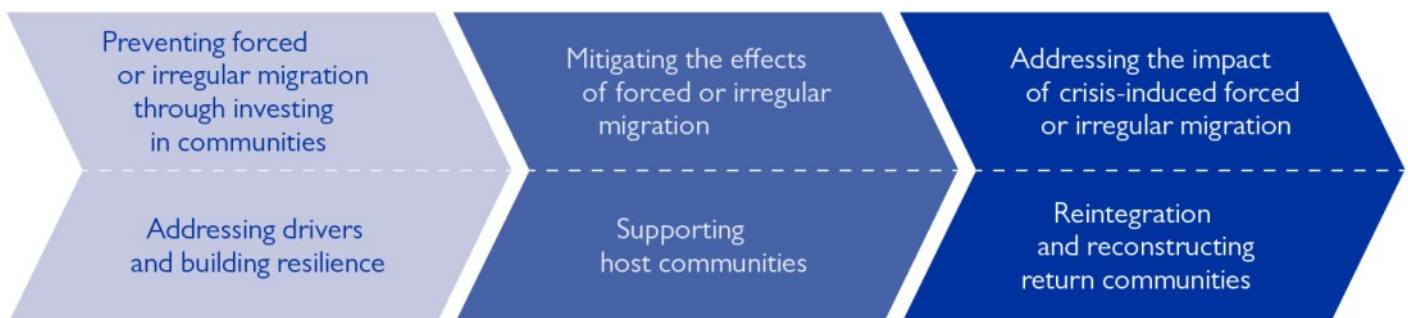 Preventing forced
or irregular migration
through investing
in communities
Addressing drivers
and building resilience
Mitigating the effects
of forced or irregular
migration
Supporting
host communities
Addressing the impact
of crisis-induced forced
or irregular migration
Reintegration
and reconstructing
return communities